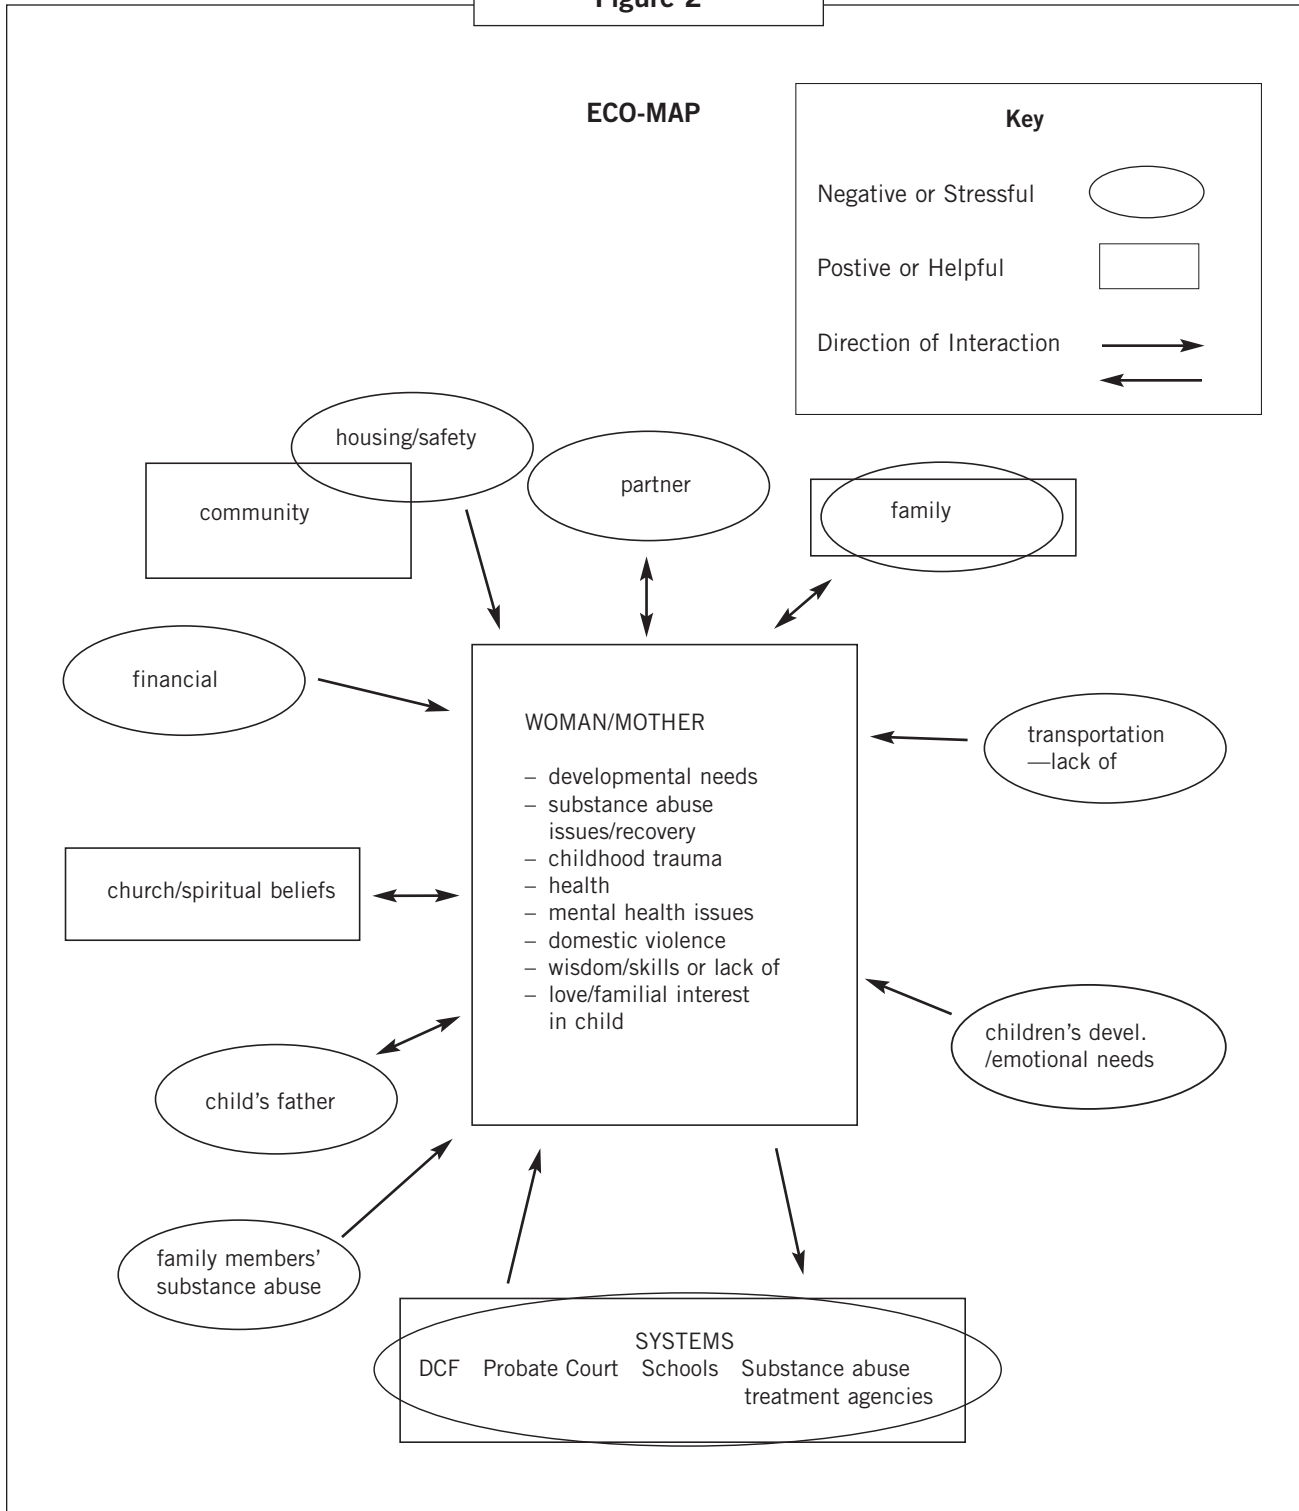 Figure 2
ECO-MAP
Key
Negative or Stressful
Postive or Helpful
Direction of Interaction
housing/safety
community
partner
family
financial
transportation
—lack of
WOMAN/MOTHER
– developmental needs
– substance abuse
issues/recovery
– childhood trauma
– health
– mental health issues
– domestic violence
– wisdom/skills or lack of
– love/familial interest
in child
church/spiritual beliefs
children's devel.
/emotional needs
child's father
family members'
substance abuse
SYSTEMS
DCF Probate Court Schools Substance abuse
treatment agencies